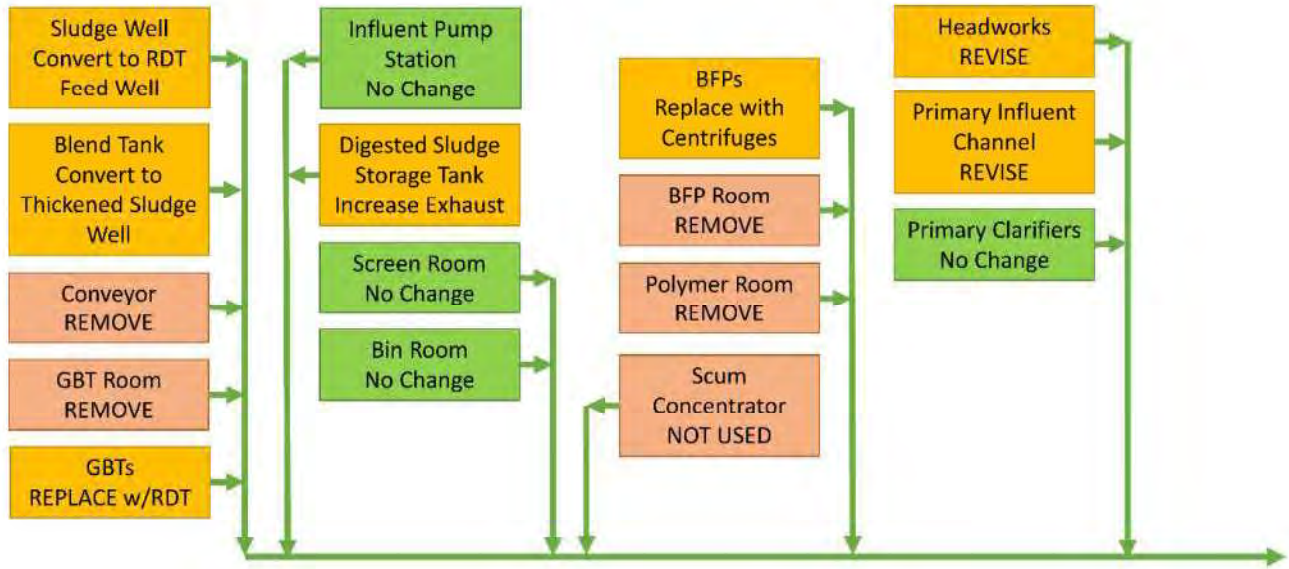 Sludge Well
Convert to RDT
Feed Well
Blend Tank
Convert to
Thickened Sludge
Well
Conveyor
REMOVE
GBT Room
REMOVE
GBTs
REPLACE w/RDT
Influent Pump
Station
No Change
Digested Sludge
Storage Tank
Increase Exhaust
Screen Room
No Change
Bin Room
No Change
BFPs
Replace with
Centrifuges
BFP Room
REMOVE
Polymer Room
REMOVE
Scum
Concentrator
NOT USED
Headworks
REVISE
Primary Influent
Channel
REVISE
Primary Clarifiers
No Change